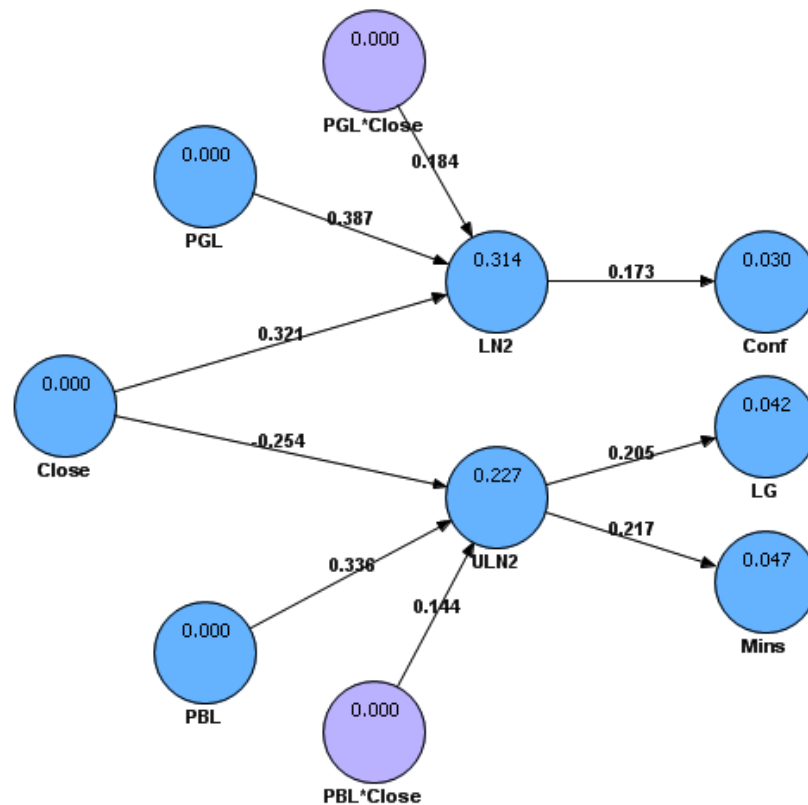 0.000
PGL*Close
0.184
0.000
PGL
0.387
0.314
LN2
0.173
0.030
Conf
0.321
0.000
Close
-0.254
0.042
LG
0.205
0.227
ULN2
0.217
0.047
Mins
0.336
0.000
PBL
0.144
0.000
PBL*Close